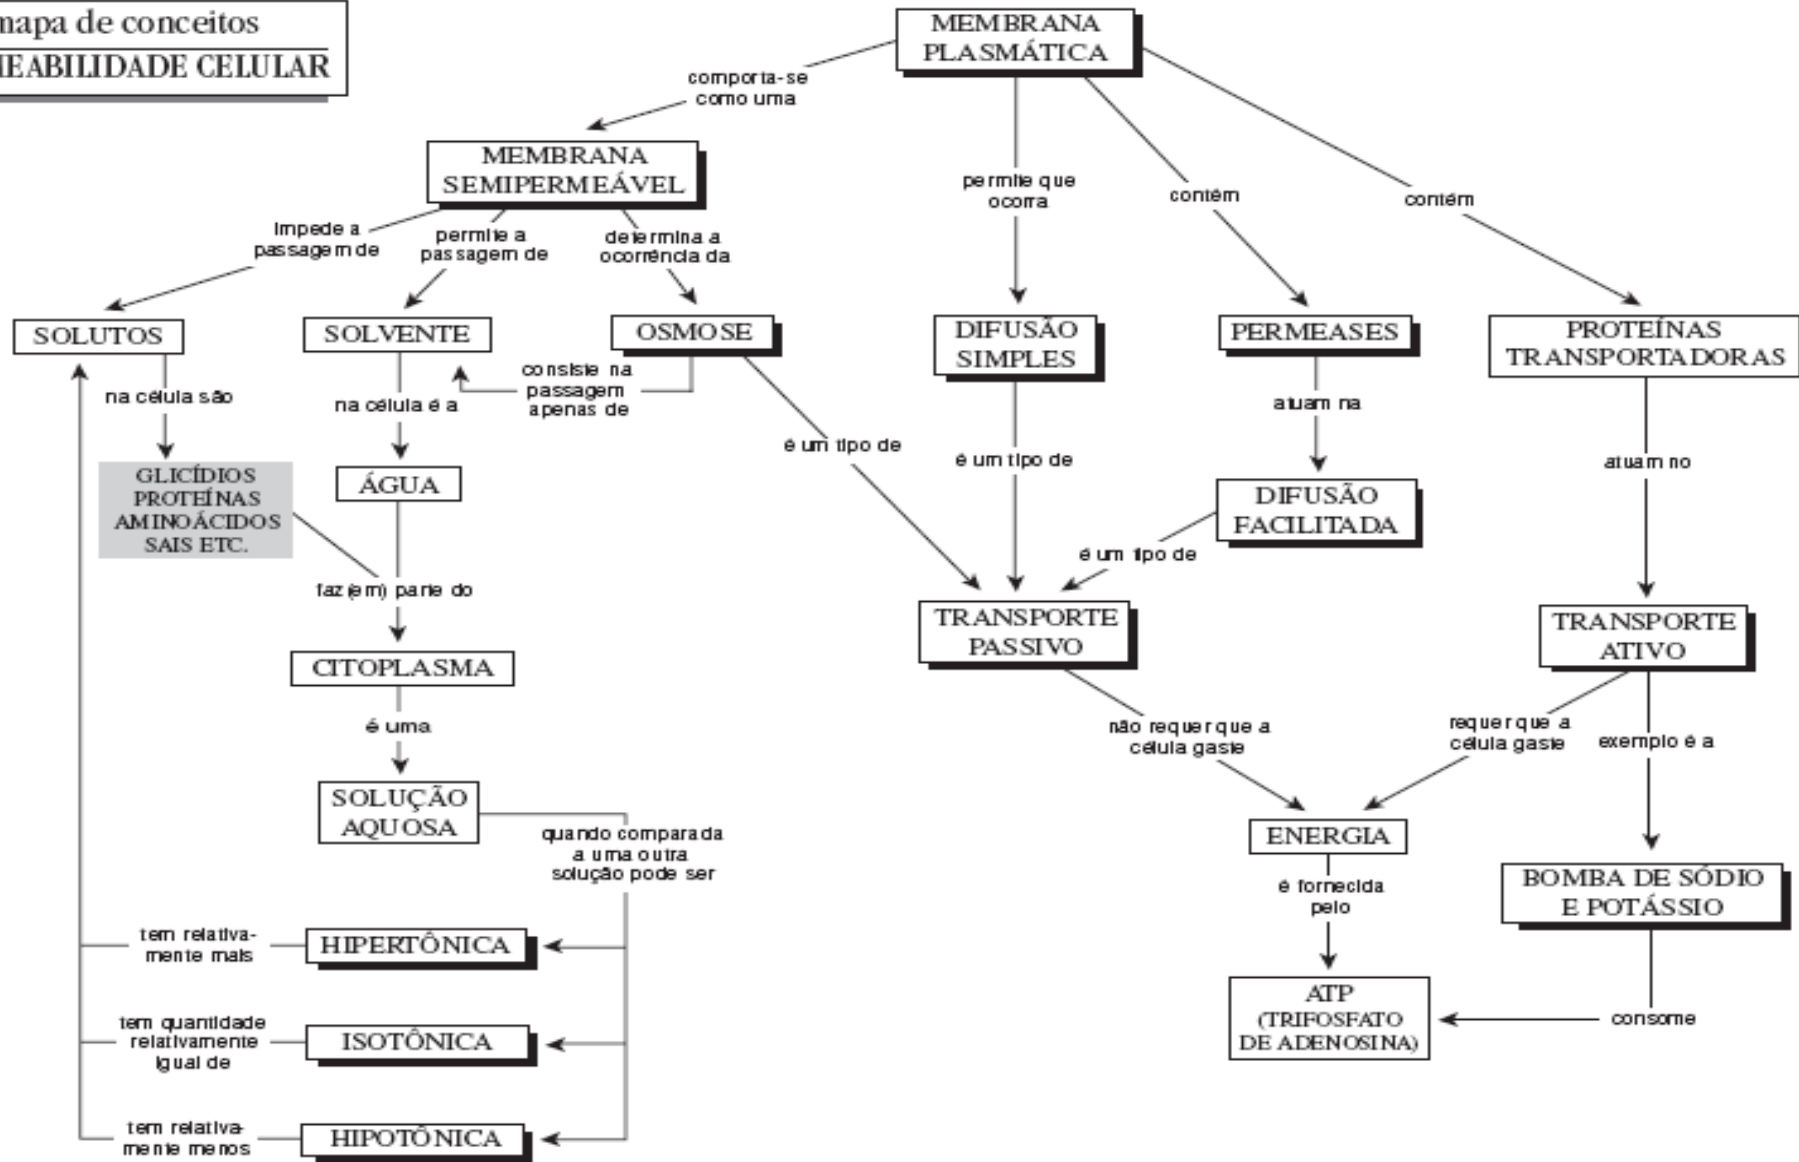 mapa de conceitos
MEABILIDADE CELULAR
MEMBRANA
PLASMÁTICA
comporta-se
como uma
MEMBRANA
SEMIPERMEÁVEL
permite que
ocorra
contém
contém
impede a
passagem de
permite a
passagem de
determina a
ocorrência da
SOLUTOS
SOLVENTE
OSMOSE
DIFUSÃO
SIMPLES
PERMEASES
PROTEÍNAS
TRANSPORTADORAS
na célula são
na célula é a
consiste na
passagem
apenas de
é um tipo de
é um tipo de
atuam na
atuam no
GLICÍDIOS
PROTEÍNAS
AMINOÁCIDOS
SAIS ETC.
ÁGUA
DIFUSÃO
FACILITADA
é um tipo de
faz(em) parte do
CITOPLASMA
TRANSPORTE
PASSIVO
TRANSPORTE
ATIVO
é uma
não requer que a
célula gaste
requer que a
célula gaste
exemplo é a
SOLUÇÃO
AQUOSA
quando comparada
a uma outra
solução pode ser
ENERGIA
BOMBA DE SÓDIO
E POTÁSSIO
é fornecida
pelo
tem relativa-
mente mais
HIPERTÔNICA
ATP
(TRIFOSFATO
DE ADENOSINA)
consome
tem quantidade
relativamente
igual de
ISOTÔNICA
tem relativa-
mente menos
HIPOTÔNICA